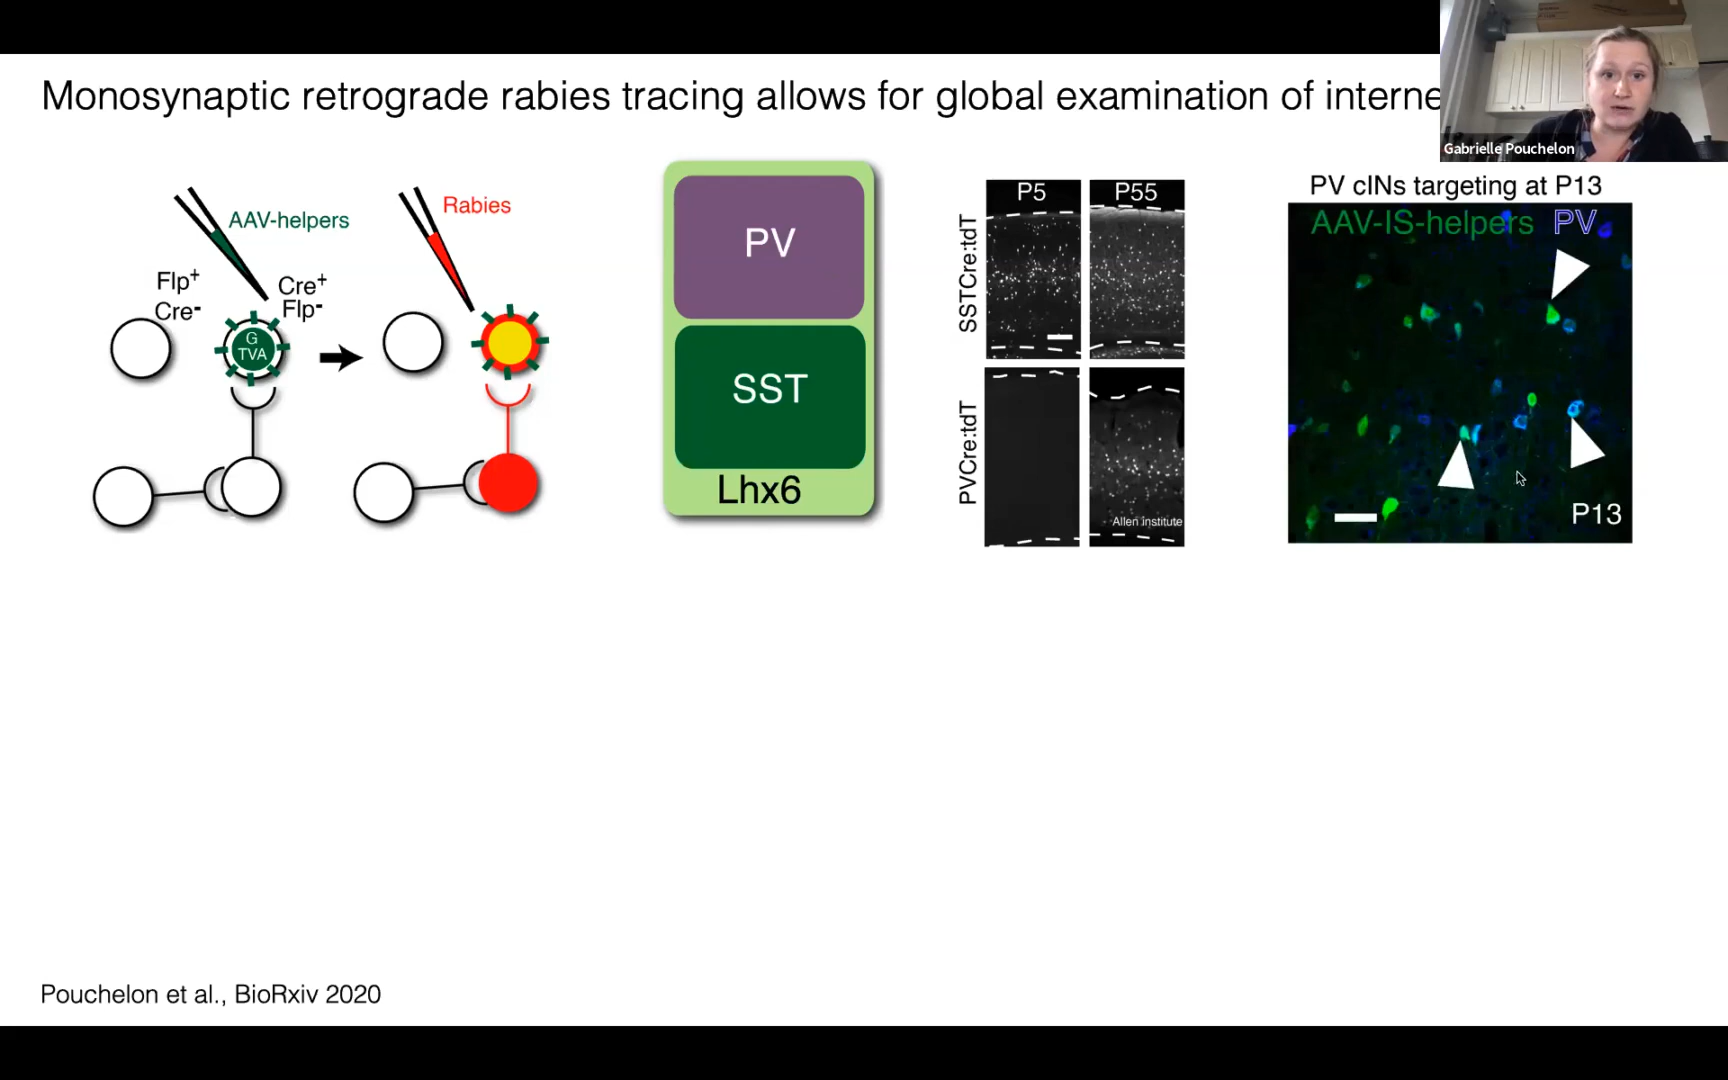 Monosynaptic retrograde rabies tracing allows for global examination of interne
Gabrielle Pouchelon
AAV-helpers
Flp+
Cre-
Cre+
Flp-
G
TVA
Rabies
PV
SST
Lhx6
P5
P55
SSTCre:tdT
PVCre:tdT
Allen institute
PV cINs targeting at P13
AAV-IS-helpers PV
P13
Pouchelon et al., BioRxiv 2020